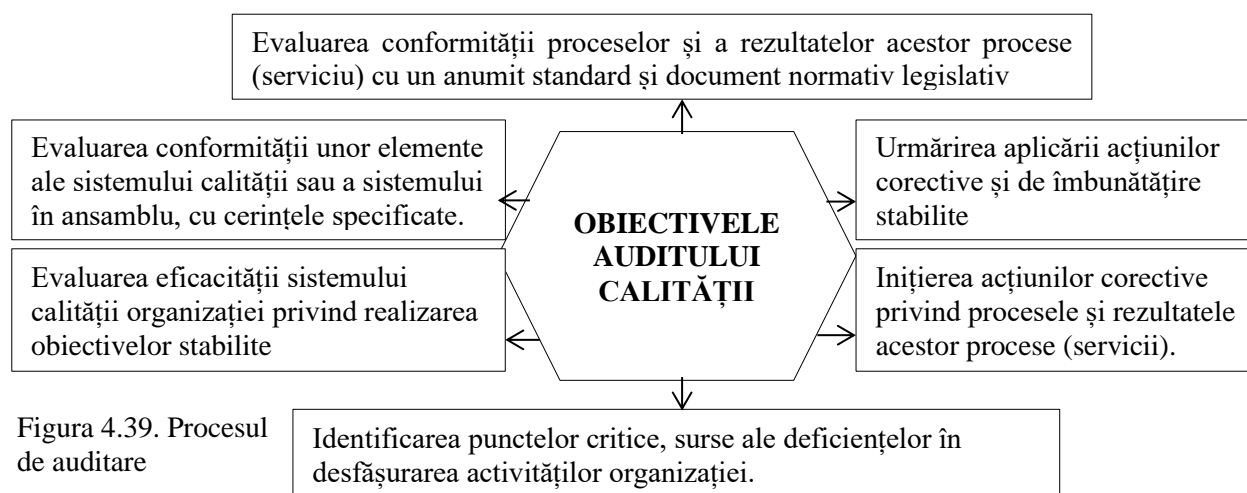 Evaluarea conformității proceselor și a rezultatelor acestor procese
(serviciu) cu un anumit standard și document normativ legislativ
Evaluarea conformității unor elemente
ale sistemului calității sau a sistemului
în ansamblu, cu cerințele specificate.
Urmărirea aplicării acțiunilor
corective și de îmbunătățire
stabilite
OBIECTIVELE
AUDITULUI
CALITĂȚII
Evaluarea eficacității sistemului
calității organizației privind realizarea
obiectivelor stabilite
Inițierea acțiunilor corective
privind procesele și rezultatele
acestor procese (servicii).
Figura 4.39. Procesul
de auditare
Identificarea punctelor critice, surse ale deficiențelor în
desfășurarea activităților organizației.